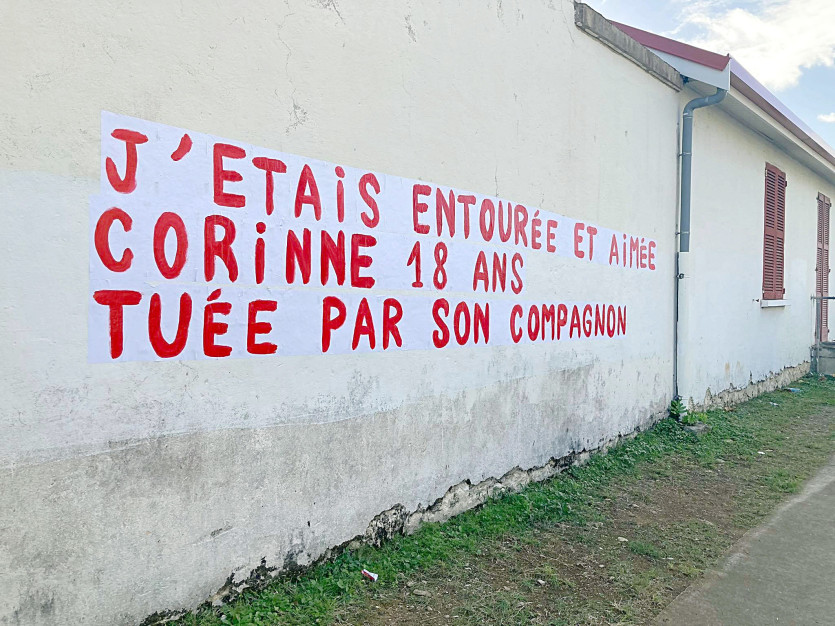 J'ETAiS ENTOURÉE ET AiMÉE
CORiNNE 18 ANS
TUÉE PAR SON COMPAGNON